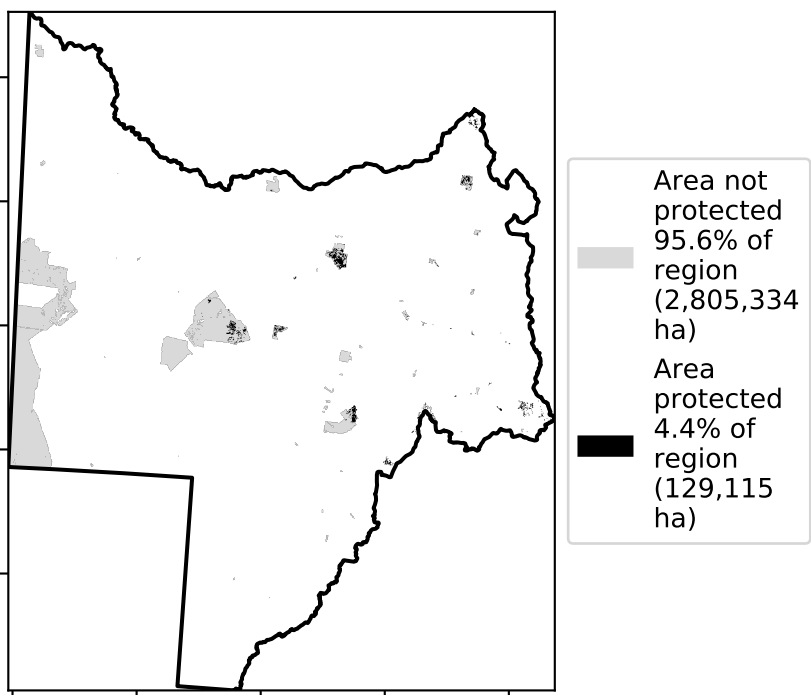 Area not
protected
95.6% of
region
(2,805,334
ha)
Area
protected
4.4% of
region
(129,115
ha)